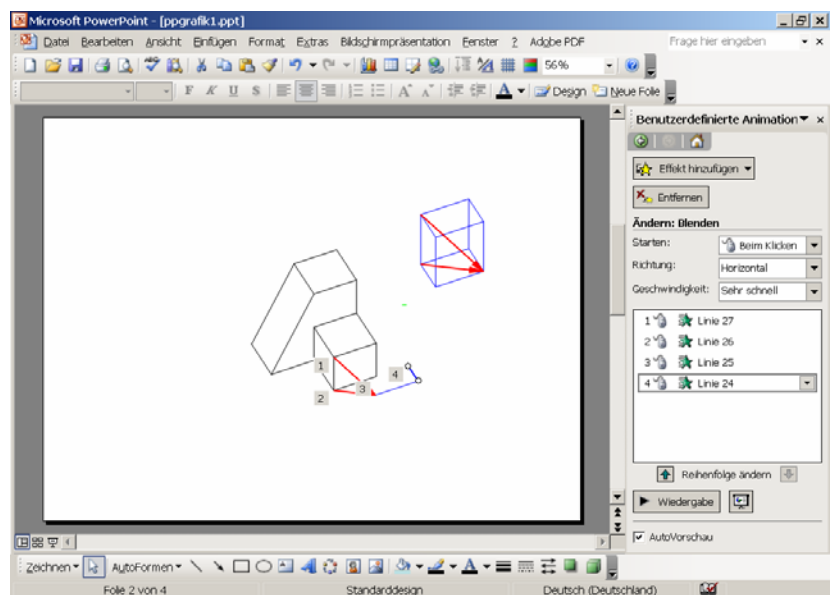 Microsoft PowerPoint - [ppgrafik1.ppt]
Datei Bearbeiten Ansicht Einfügen Format Extras Bildschirmpräsentation Fenster ? Adobe PDF Frage hier eingeben
56%
F K U S Design Neue Folie
Benutzerdefinierte Animation
Effekt hinzufügen
Entfernen
Ändern: Blenden
Starten: Beim Klicken
Richtung: Horizontal
Geschwindigkeit: Sehr schnell
1 Linie 27
2 Linie 26
3 Linie 25
4 Linie 24
1
4
3
2
Reihenfolge ändern
Wiedergabe
AutoVorschau
Zeichnen AutoFormen
Folie 2 von 4 Standarddesign Deutsch (Deutschland)